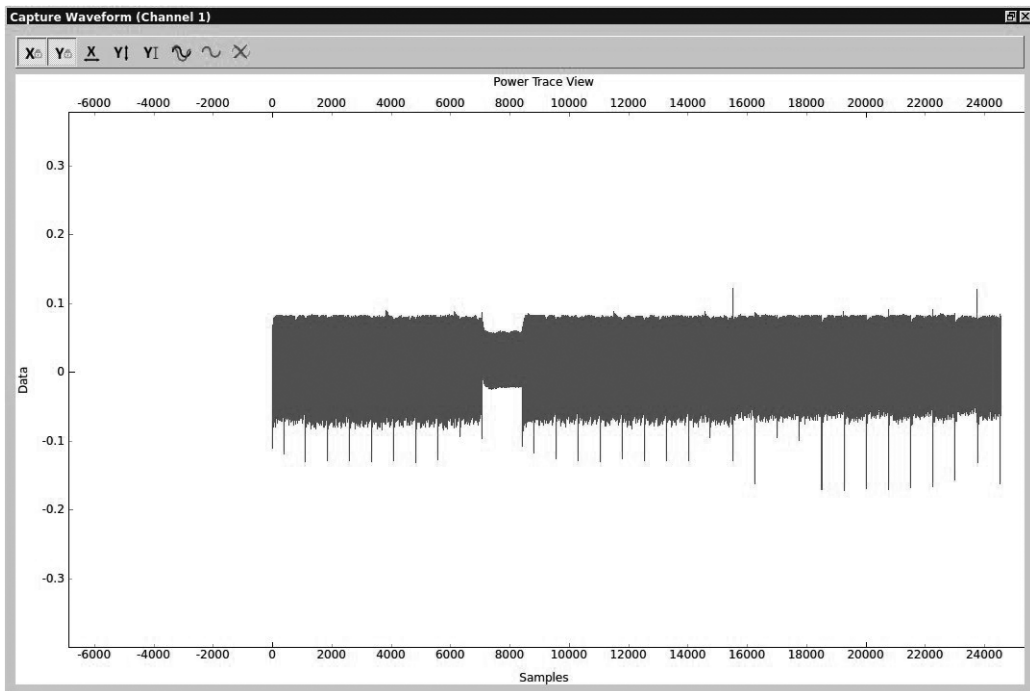 Capture Waveform (Channel 1)
X Y X Y Y
Power Trace View
-6000 -4000 -2000 0 2000 4000 6000 8000 10000 12000 14000 16000 18000 20000 22000 24000
0.3
0.2
0.1
0
-0.1
-0.2
-0.3
Data
-6000 -4000 -2000 0 2000 4000 6000 8000 10000 12000 14000 16000 18000 20000 22000 24000
Samples